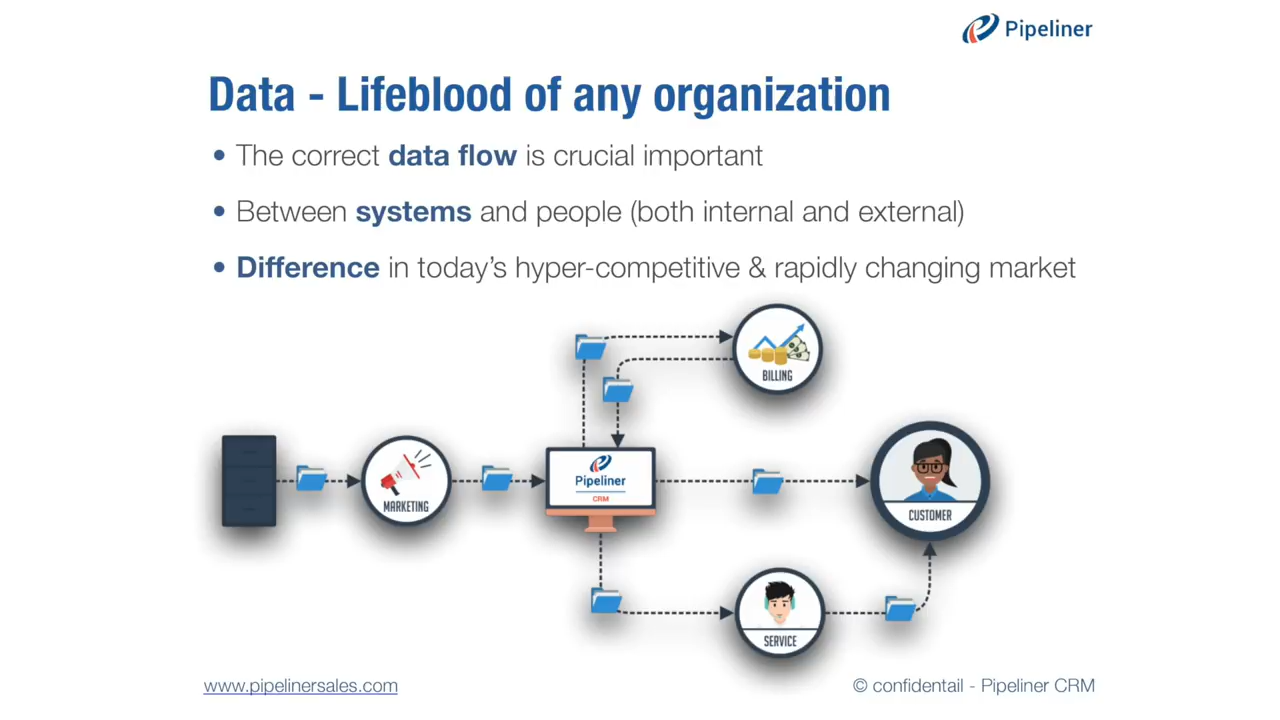 Pipeliner
Data - Lifeblood of any organization
• The correct data flow is crucial important
• Between systems and people (both internal and external)
• Difference in today's hyper-competitive & rapidly changing market
BILLING
MARKETING
Pipeliner
CRM
CUSTOMER
SERVICE
www.pipelinersales.com
© confidentail - Pipeliner CRM